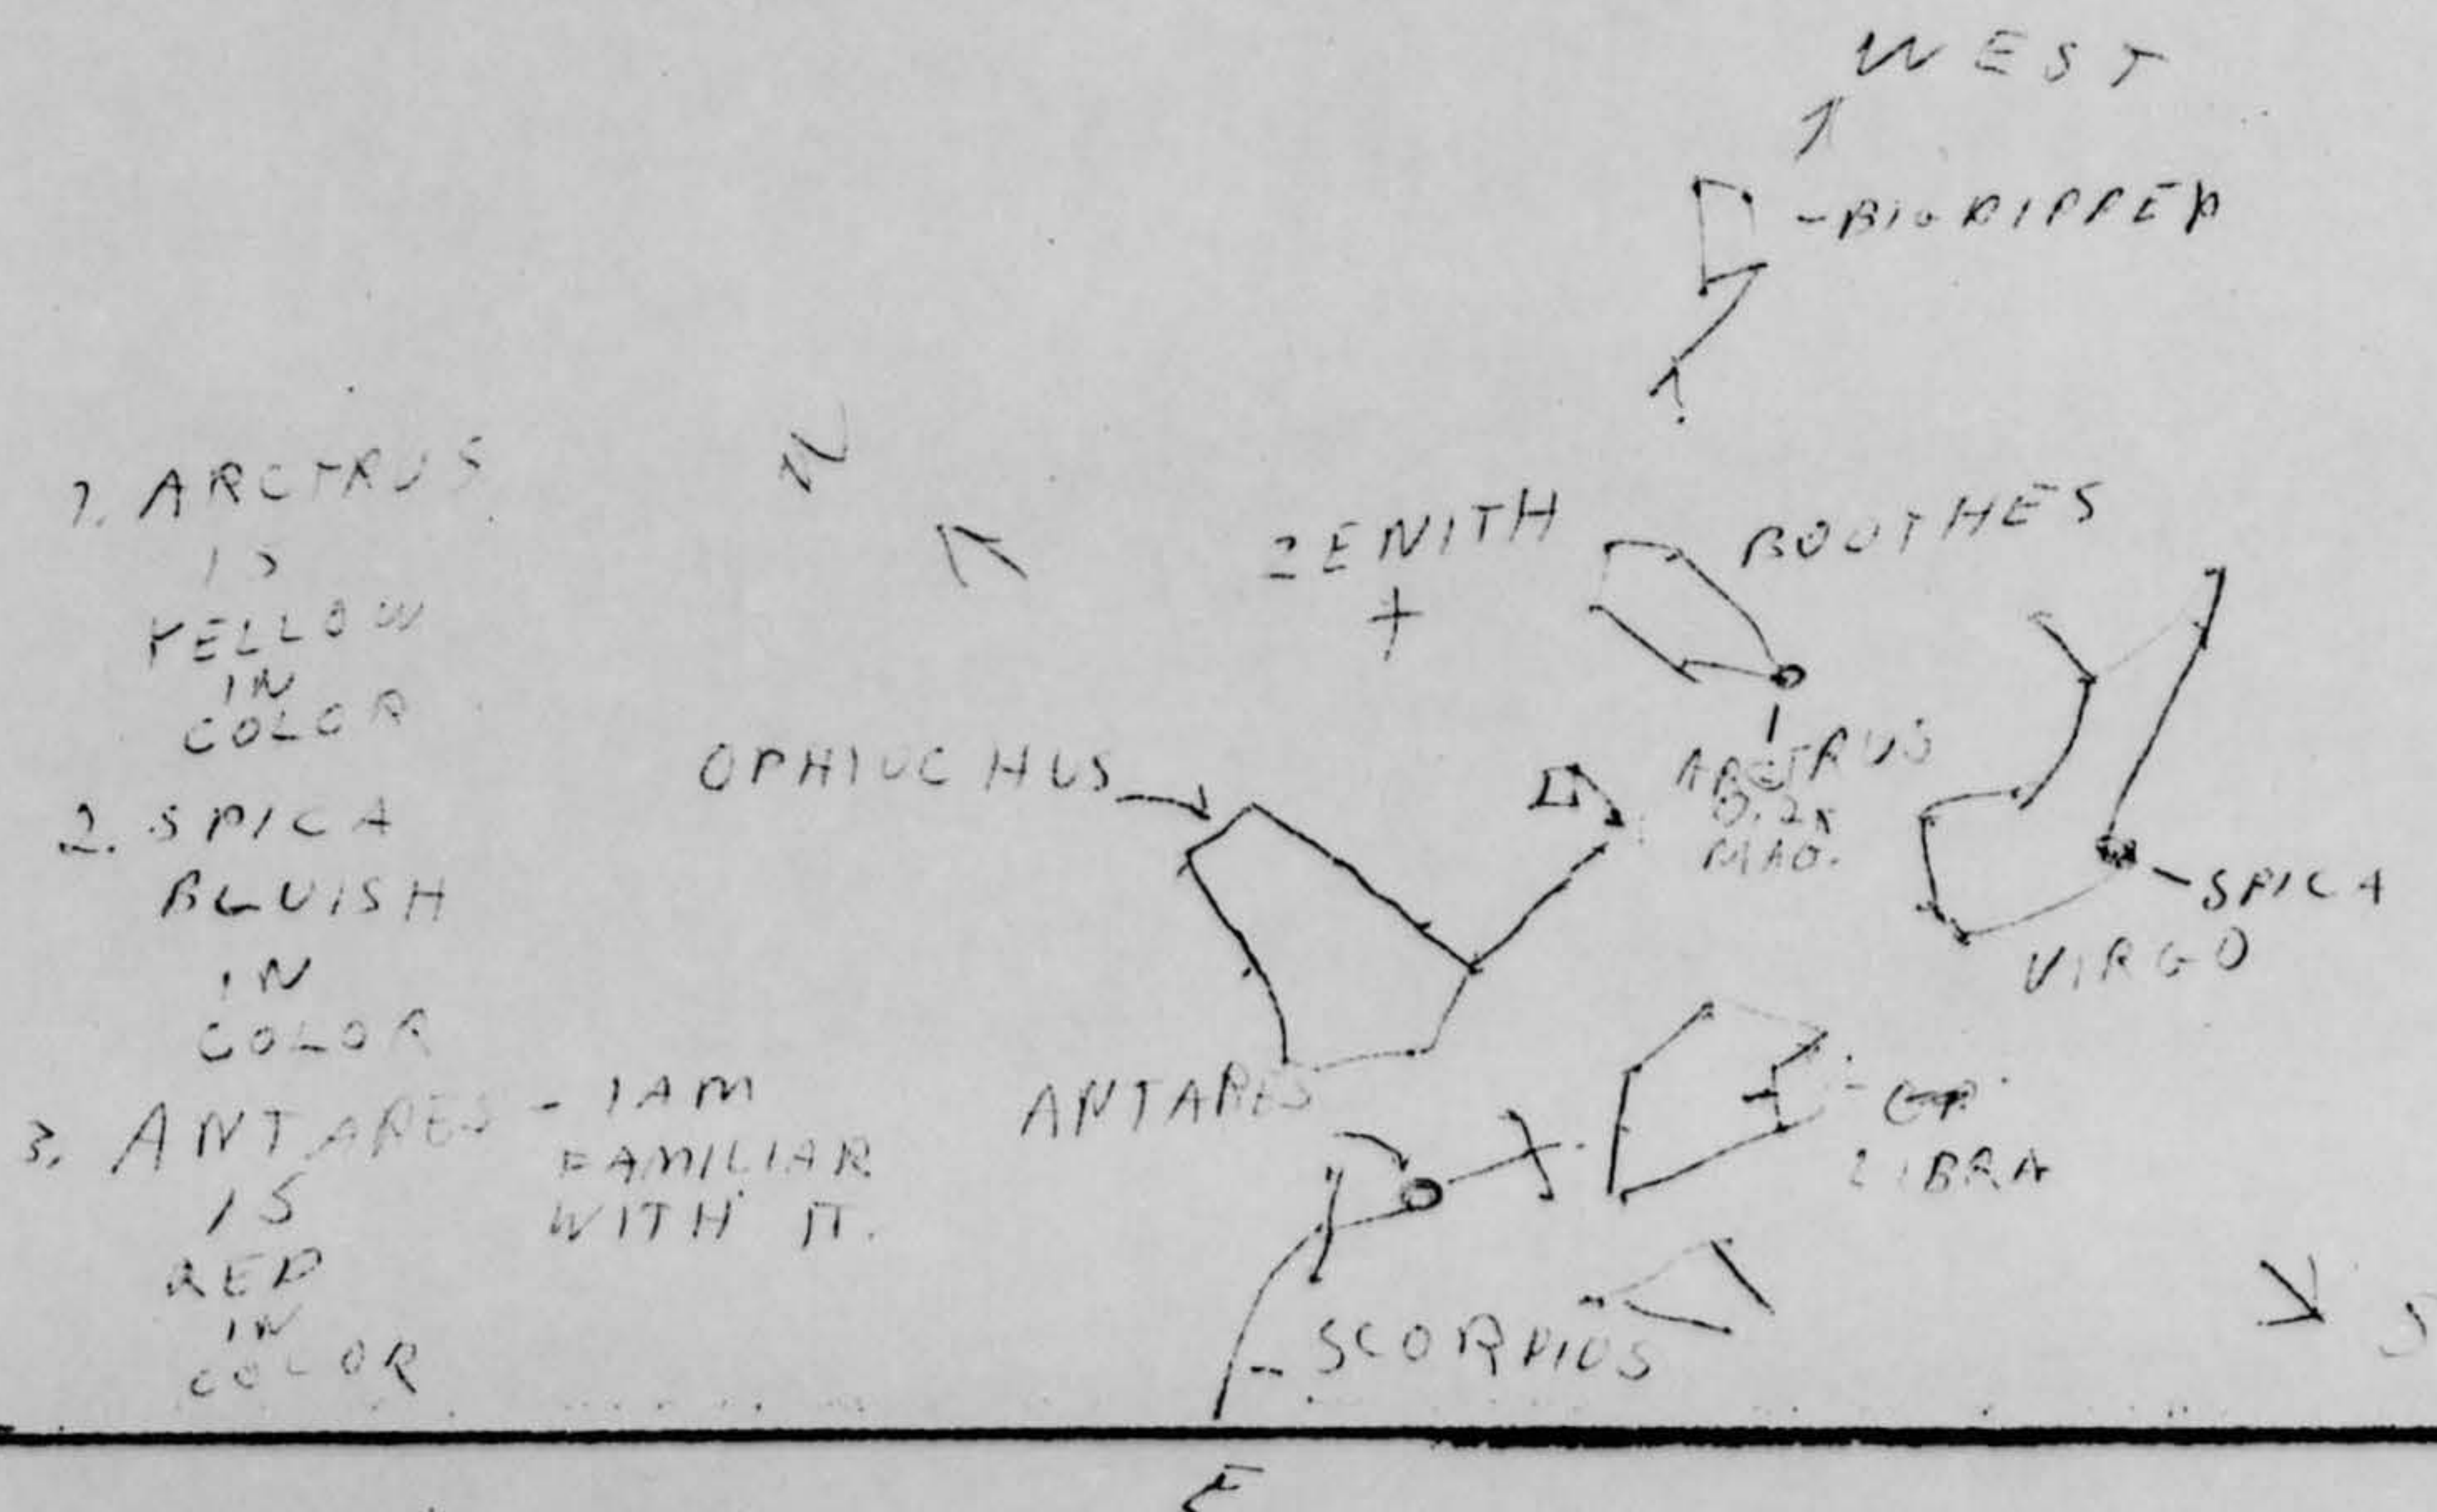 WEST
-BIG DIPPER
N
1. ARCTRUS
IS
YELLOW
IN
COLOR
ZENITH
+
BOOTHES
ARCTRUS
MAG.
OPHIUCHUS
2. SPICA
BLUISH
IN
COLOR
-SPICA
VIRGO
3. ANTARES - I AM
FAMILIAR
WITH IT.
IS
RED
IN
COLOR
ANTARES
LIBRA
-- SCORPIUS
S
E